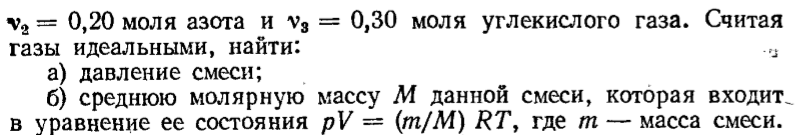 ν₂ = 0,20 моля азота и ν₃ = 0,30 моля углекислого газа. Считая
газы идеальными, найти:
а) давление смеси;
б) среднюю молярную массу M данной смеси, которая входит
в уравнение ее состояния pV = (m/M) RT, где m — масса смеси.